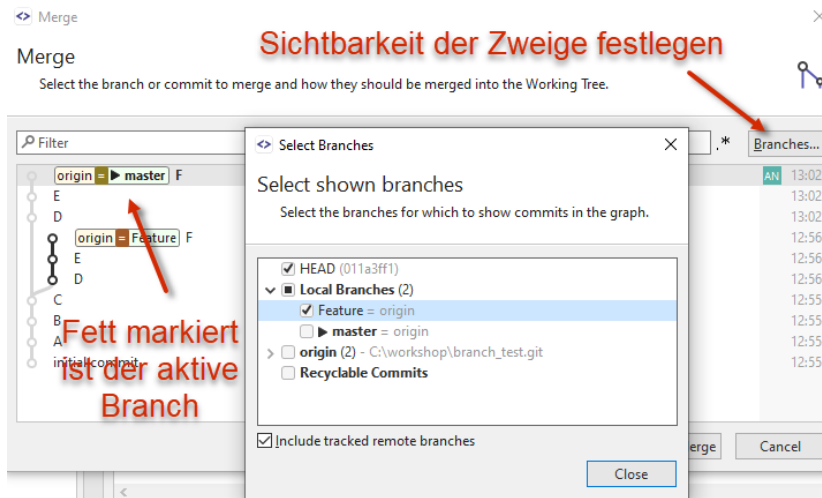 Merge
Sichtbarkeit der Zweige festlegen
Merge
Select the branch or commit to merge and how they should be merged into the Working Tree.
Filter
.*
Branches...
origin = ▶ master F
AN 13:02
E
13:02
D
13:02
origin = Feature F
12:56
E
12:56
D
12:56
C
12:55
B
12:55
A
12:55
initial commit
12:55
Fett markiert
ist der aktive
Branch
Select Branches
Select shown branches
Select the branches for which to show commits in the graph.
HEAD (011a3ff1)
Local Branches (2)
Feature = origin
▶ master = origin
origin (2) - C:\workshop\branch_test.git
Recyclable Commits
Include tracked remote branches
Close
erge
Cancel